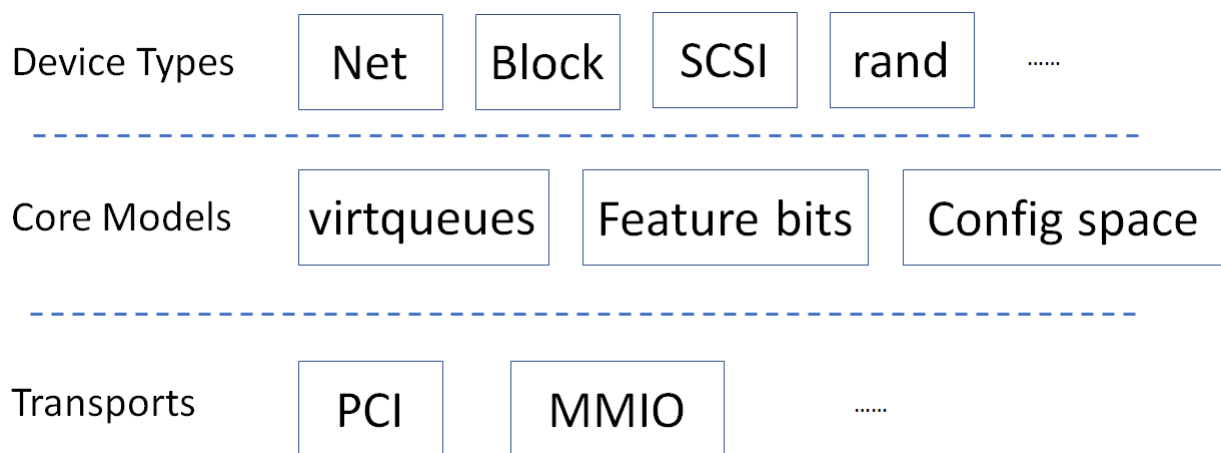 Device Types Net Block SCSI rand ......
Core Models virtqueues Feature bits Config space
Transports PCI MMIO ......